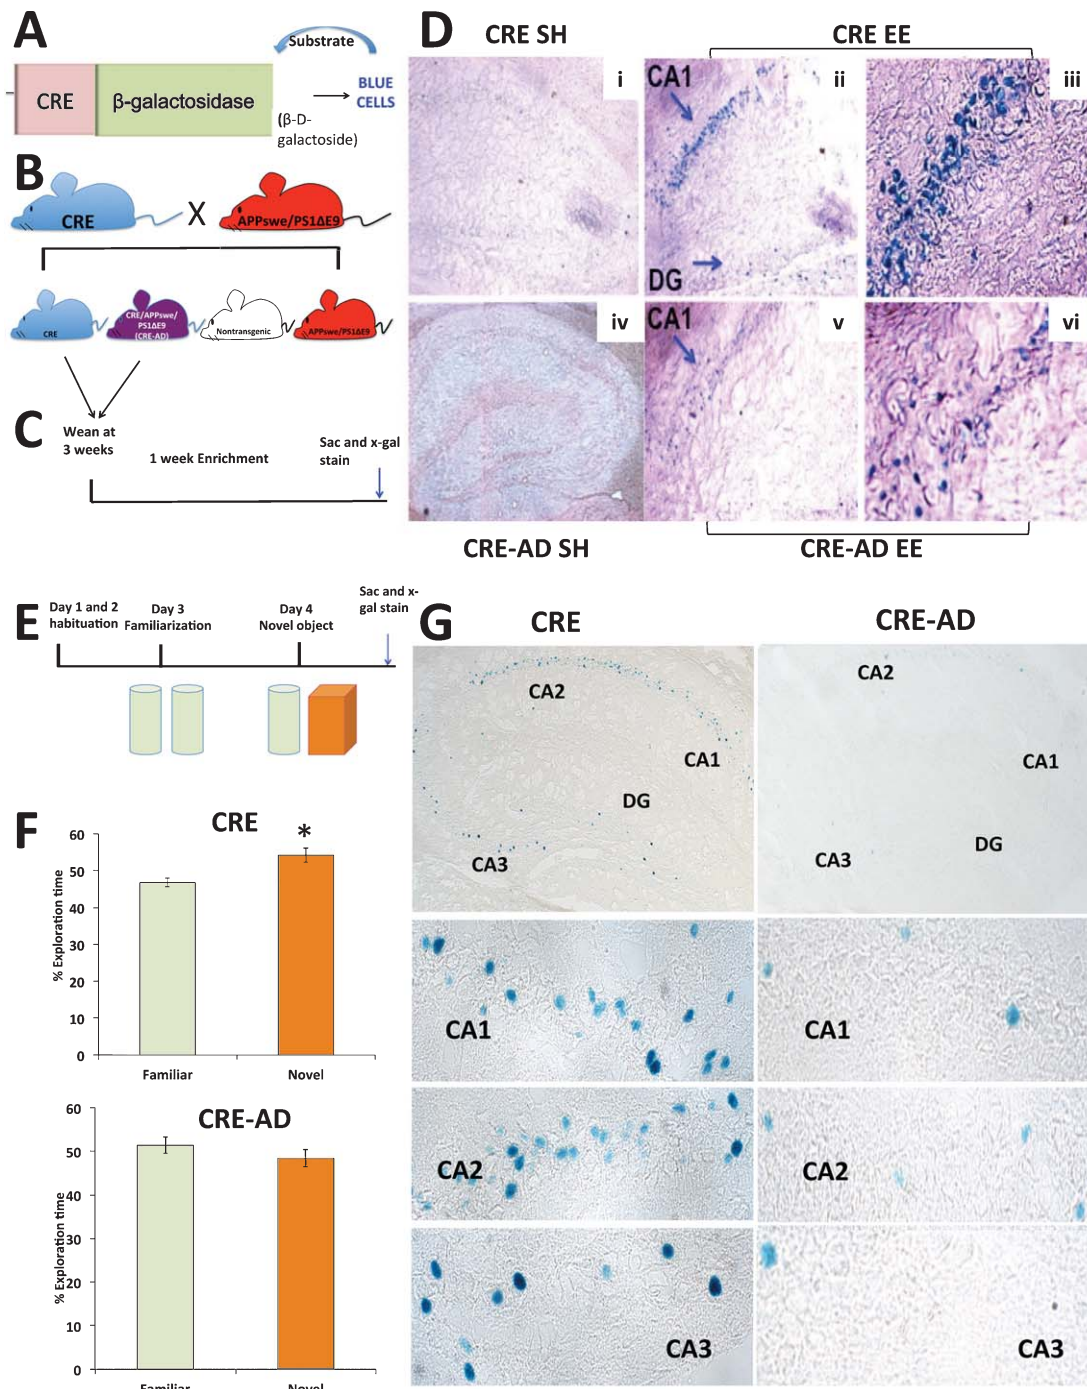 A
Substrate
CRE
β-galactosidase
BLUE
CELLS
(β-D-
galactoside)
B
CRE
X
APPswe/PS1ΔE9
CRE
CRE/APPswe/
PS1ΔE9
(CRE-AD)
Nontransgenic
APPswe/PS1ΔE9
C
Wean at
3 weeks
1 week Enrichment
Sac and x-gal
stain
D
CRE SH
CRE EE
i
CA1
ii
DG
iii
iv
CA1
v
vi
CRE-AD SH
CRE-AD EE
E
Day 1 and 2
habituation
Day 3
Familiarization
Day 4
Novel object
Sac and x-
gal stain
F
CRE
*
% Exploration time
60
50
40
30
20
10
0
Familiar
Novel
CRE-AD
% Exploration time
60
50
40
30
20
10
0
Familiar
Novel
G
CRE
CRE-AD
CA2
CA1
DG
CA3
CA2
CA1
DG
CA3
CA1
CA1
CA2
CA2
CA3
CA3